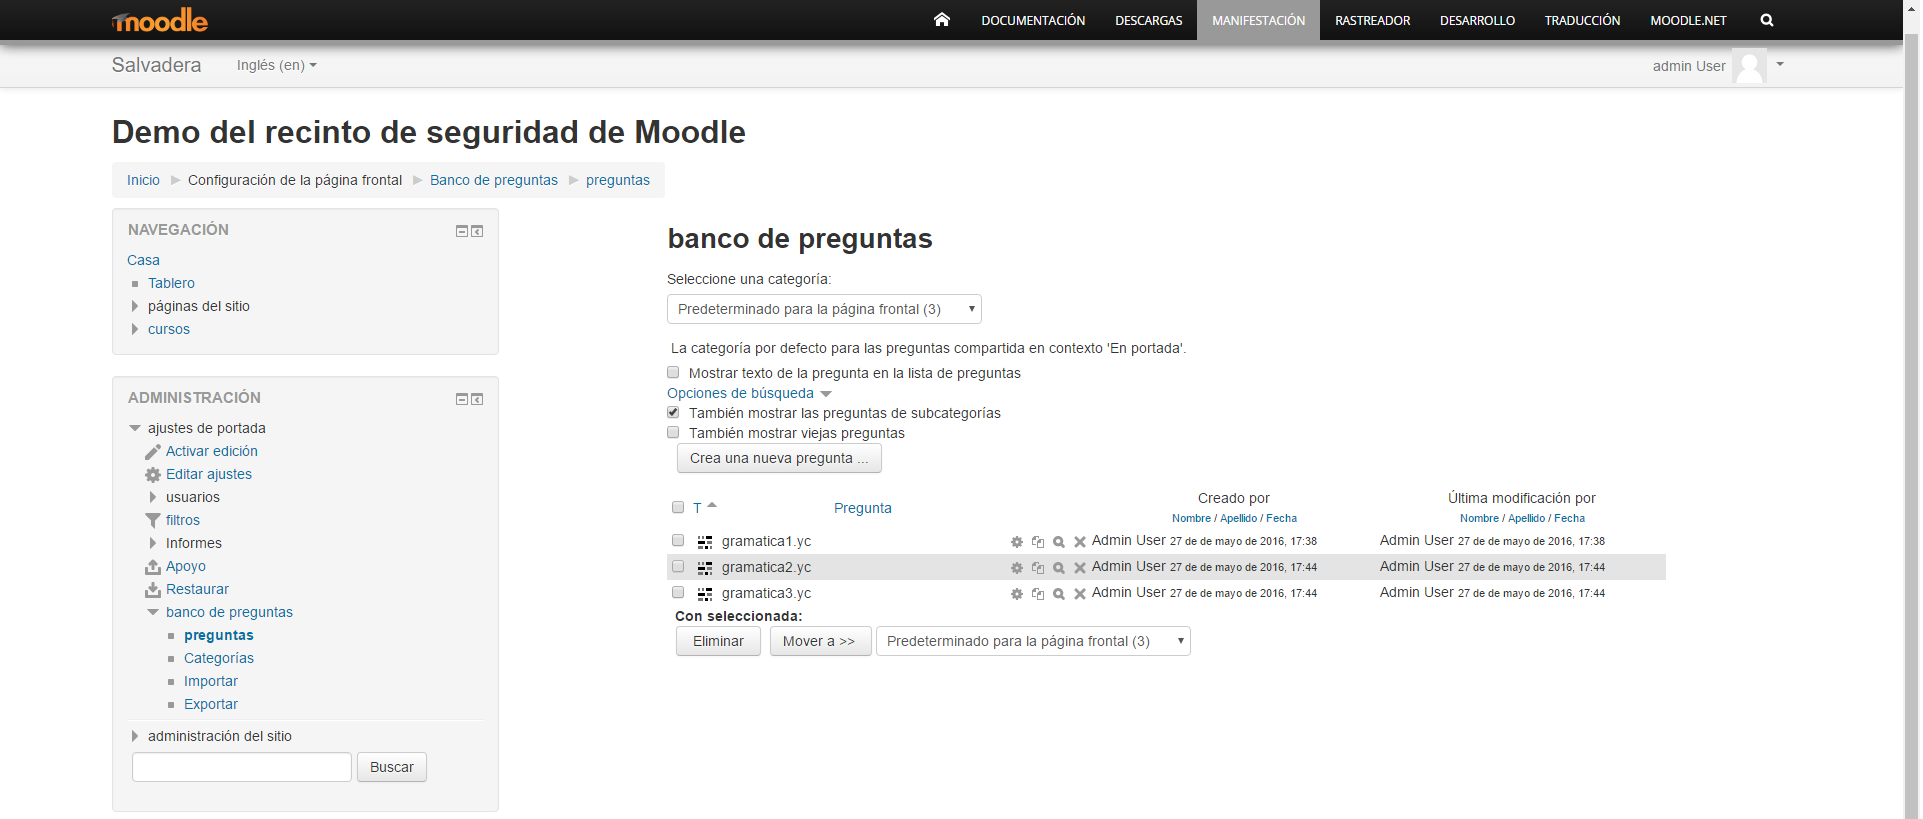 moodle
DOCUMENTACIÓN DESCARGAS MANIFESTACIÓN RASTREADOR DESARROLLO TRADUCCIÓN MOODLE.NET
Salvadera Inglés (en) admin User
Demo del recinto de seguridad de Moodle
Inicio Configuración de la página frontal Banco de preguntas preguntas
NAVEGACIÓN
Casa
Tablero
páginas del sitio
cursos
ADMINISTRACIÓN
ajustes de portada
Activar edición
Editar ajustes
usuarios
filtros
Informes
Apoyo
Restaurar
banco de preguntas
preguntas
Categorías
Importar
Exportar
administración del sitio
Buscar
banco de preguntas
Seleccione una categoría:
Predeterminado para la página frontal (3)
La categoría por defecto para las preguntas compartida en contexto 'En portada'.
Mostrar texto de la pregunta en la lista de preguntas
Opciones de búsqueda
También mostrar las preguntas de subcategorías
También mostrar viejas preguntas
Crea una nueva pregunta ...
T Pregunta Creado por Última modificación por
Nombre / Apellido / Fecha Nombre / Apellido / Fecha
gramatica1.yc Admin User 27 de de mayo de 2016, 17:38 Admin User 27 de de mayo de 2016, 17:38
gramatica2.yc Admin User 27 de de mayo de 2016, 17:44 Admin User 27 de de mayo de 2016, 17:44
gramatica3.yc Admin User 27 de de mayo de 2016, 17:44 Admin User 27 de de mayo de 2016, 17:44
Con seleccionada:
Eliminar Mover a >> Predeterminado para la página frontal (3)